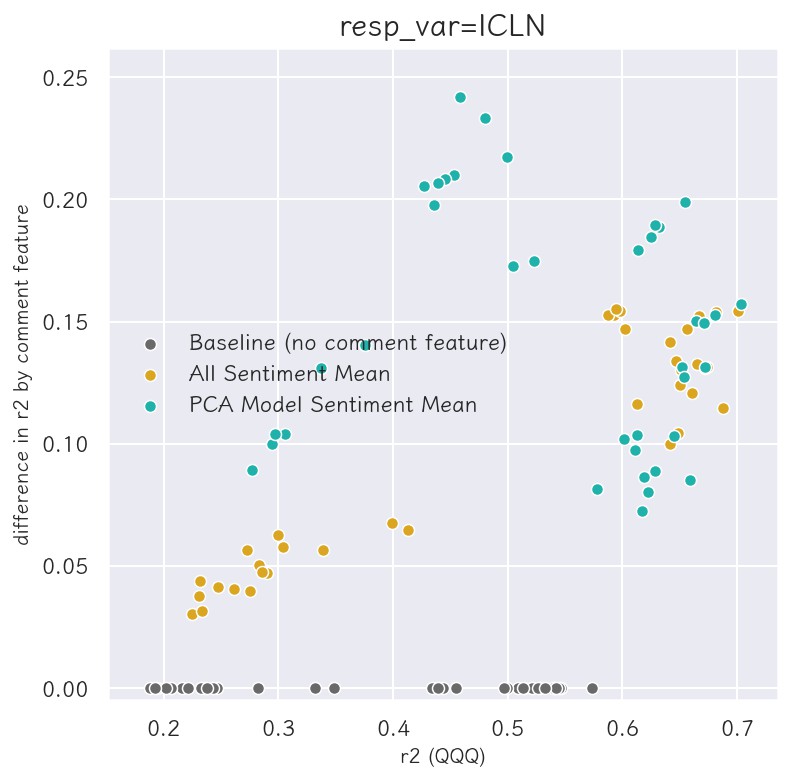 resp_var=ICLN
difference in r2 by comment feature
0.25
0.20
0.15
0.10
0.05
0.00
Baseline (no comment feature)
All Sentiment Mean
PCA Model Sentiment Mean
0.2 0.3 0.4 0.5 0.6 0.7
r2 (QQQ)